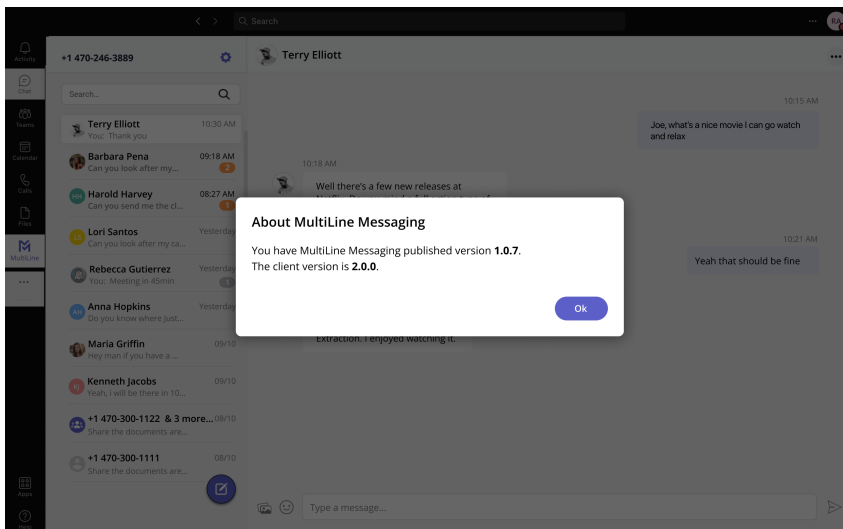 Search
RA
Activity
Chat
Teams
Calendar
Calls
Files
MultiLine
Apps
Help
+1 470-246-3889
Search...
Terry Elliott
10:30 AM
You: Thank you
Barbara Pena
09:18 AM
Can you look after my...
2
Harold Harvey
08:27 AM
HH
Can you send me the cl...
1
Lori Santos
Yesterday
LS
Can you look after my ca...
Rebecca Gutierrez
Yesterday
You: Meeting in 45min
1
Anna Hopkins
Yesterday
AH
Do you know where Just...
Maria Griffin
09/10
Hey man if you have a ...
Kenneth Jacobs
09/10
KJ
Yeah, i will be there in 10...
+1 470-300-1122 & 3 more...
08/10
Share the documents are...
+1 470-300-1111
08/10
Share the documents are...
Terry Elliott
10:15 AM
Joe, what's a nice movie I can go watch
and relax
10:18 AM
Well there's a few new releases at
10:21 AM
Yeah that should be fine
Extraction. I enjoyed watching it.
Type a message...
About MultiLine Messaging
You have MultiLine Messaging published version 1.0.7.
The client version is 2.0.0.
Ok